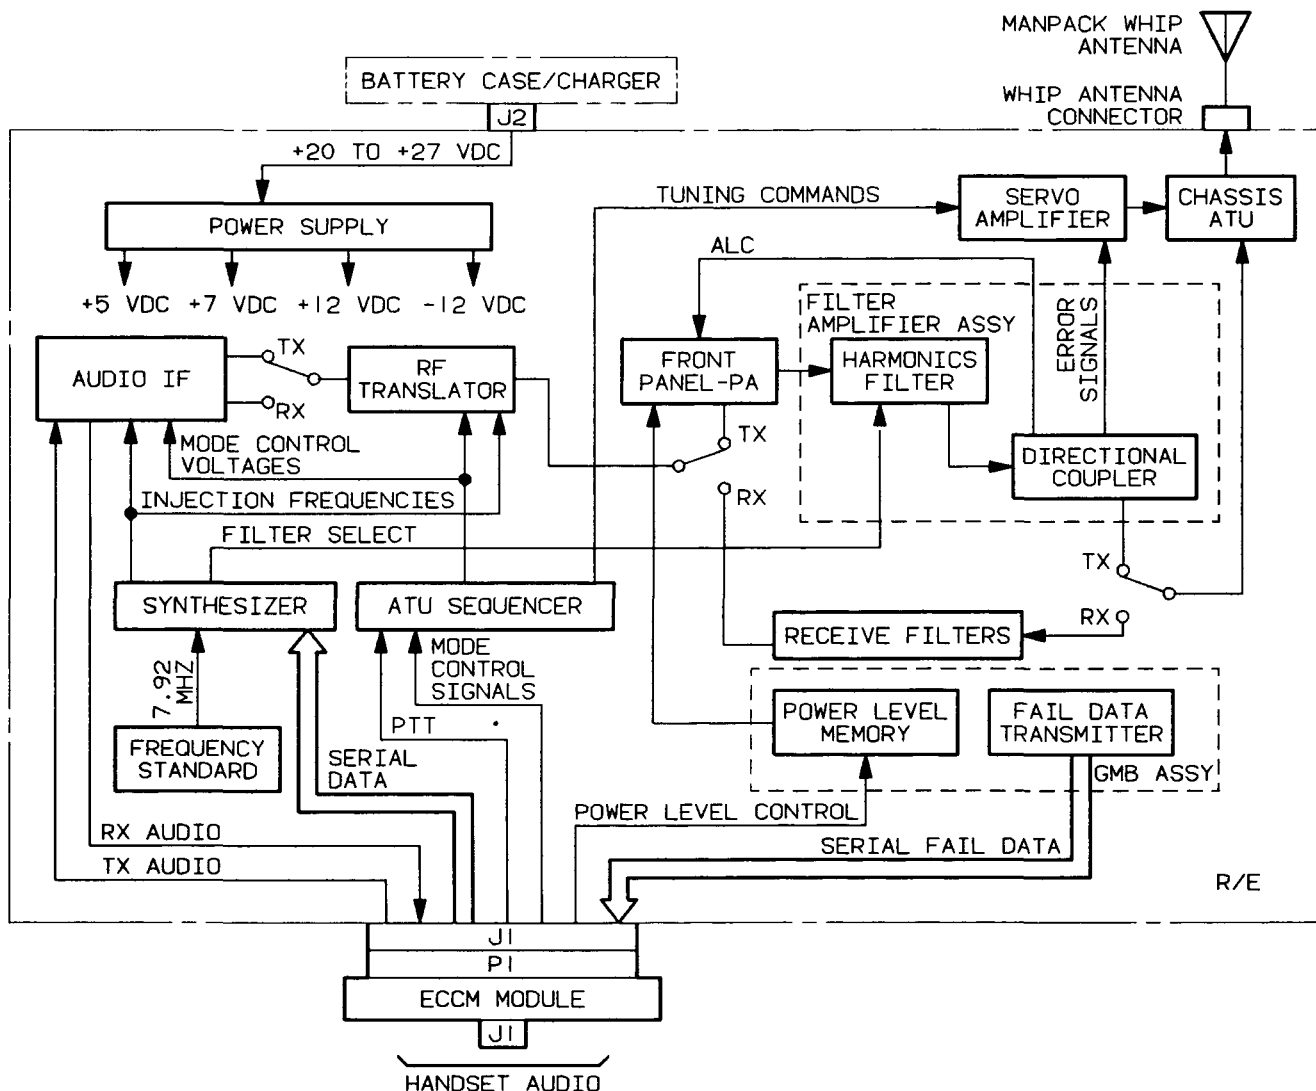 MANPACK WHIP
ANTENNA
BATTERY CASE/CHARGER
J2
WHIP ANTENNA
CONNECTOR
+20 TO +27 VDC
POWER SUPPLY
TUNING COMMANDS
SERVO
AMPLIFIER
CHASSIS
ATU
+5 VDC +7 VDC +12 VDC -12 VDC
ALC
FILTER
AMPLIFIER ASSY
ERROR
SIGNALS
AUDIO IF
TX
RX
RF
TRANSLATOR
FRONT
PANEL-PA
HARMONICS
FILTER
MODE CONTROL
VOLTAGES
TX
RX
DIRECTIONAL
COUPLER
INJECTION FREQUENCIES
FILTER SELECT
SYNTHESIZER
ATU SEQUENCER
TX
RX
RECEIVE FILTERS
7.92
MHZ
MODE
CONTROL
SIGNALS
PTT
FREQUENCY
STANDARD
SERIAL
DATA
POWER LEVEL
MEMORY
FAIL DATA
TRANSMITTER
GMB ASSY
POWER LEVEL CONTROL
RX AUDIO
TX AUDIO
SERIAL FAIL DATA
R/E
J1
P1
ECCM MODULE
J1
HANDSET AUDIO